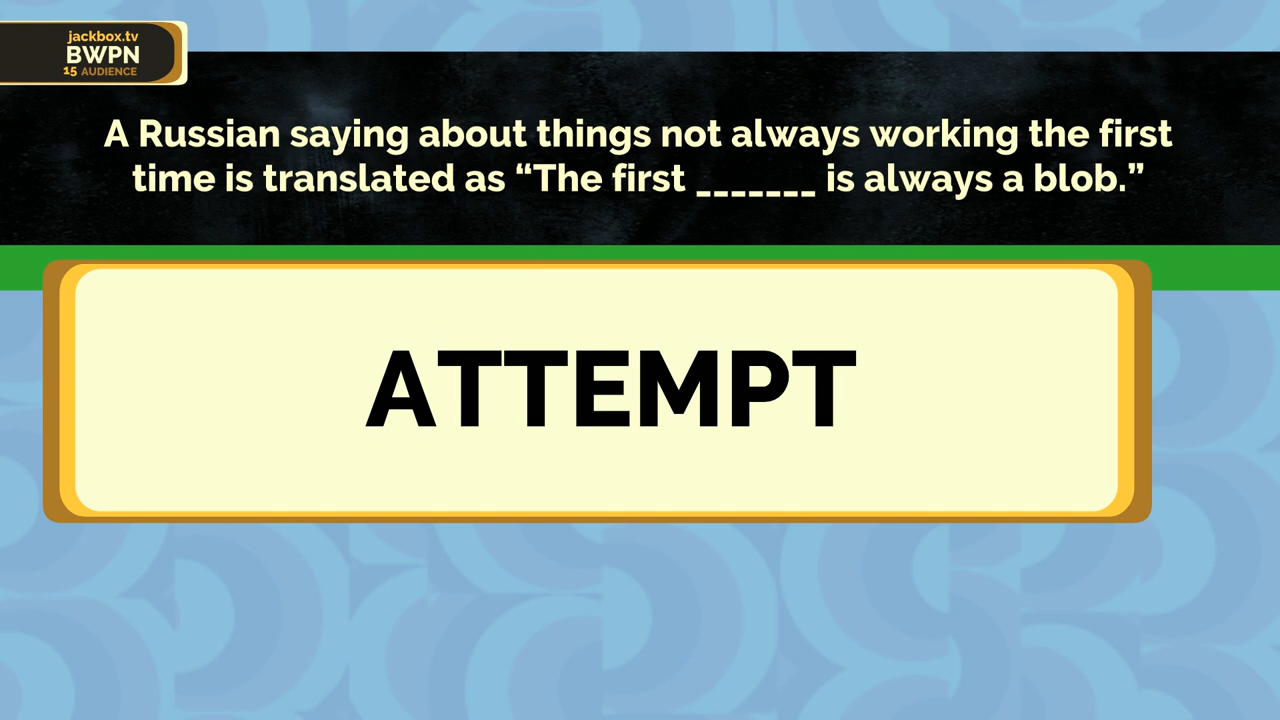 jackbox.tv
BWPN
15 AUDIENCE
A Russian saying about things not always working the first
time is translated as “The first _______ is always a blob.”
ATTEMPT